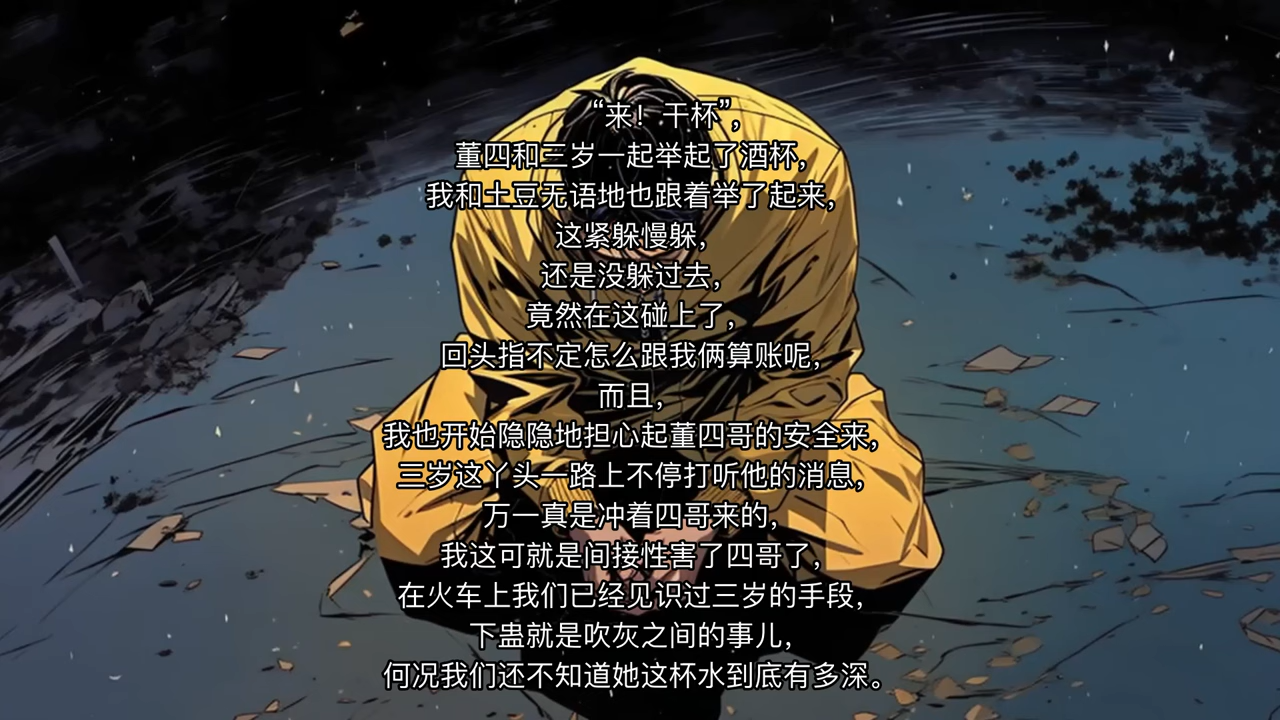 “来！干杯”，
董四和三岁一起举起了酒杯，
我和土豆无语地也跟着举了起来，
这紧躲慢躲，
还是没躲过去，
竟然在这碰上了，
回头指不定怎么跟我俩算账呢，
而且，
我也开始隐隐地担心起董四哥的安全来，
三岁这丫头一路上不停打听他的消息，
万一真是冲着四哥来的，
我这可就是间接性害了四哥了，
在火车上我们已经见识过三岁的手段，
下蛊就是吹灰之间的事儿，
何况我们还不知道她这杯水到底有多深。